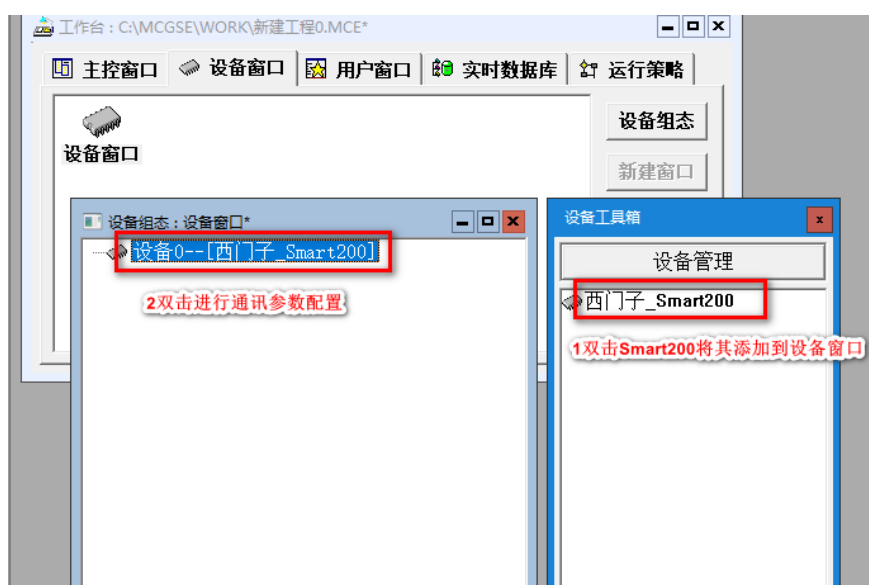 工作台：C:\MCGSE\WORK\新建工程0.MCE*
主控窗口 设备窗口 用户窗口 实时数据库 运行策略
设备窗口
设备组态
新建窗口
设备组态：设备窗口*
设备0--[西门子_Smart200]
2双击进行通讯参数配置
设备工具箱
设备管理
西门子_Smart200
1双击Smart200将其添加到设备窗口